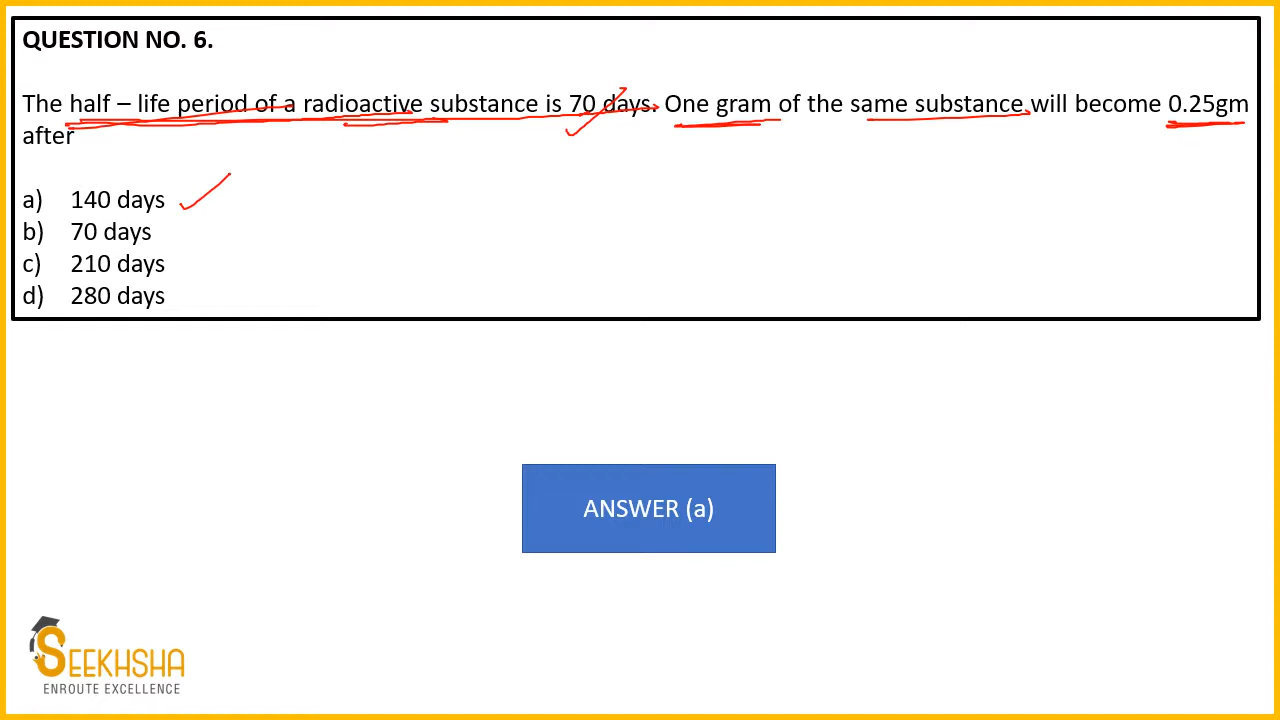 QUESTION NO. 6.
The half – life period of a radioactive substance is 70 days. One gram of the same substance will become 0.25gm
after
a) 140 days
b) 70 days
c) 210 days
d) 280 days
ANSWER (a)
SEEKHSHA
ENROUTE EXCELLENCE